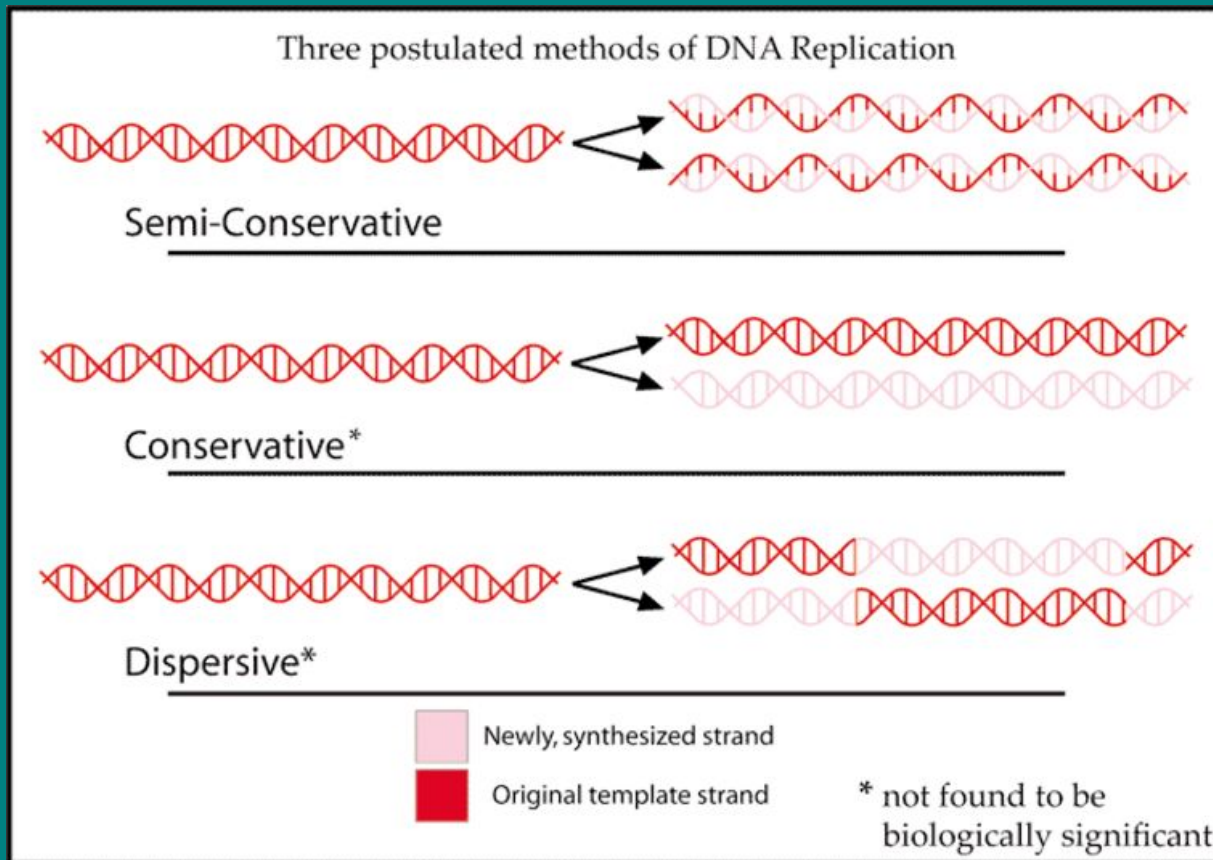 Three postulated methods of DNA Replication
Semi-Conservative
Conservative*
Dispersive*
Newly, synthesized strand
Original template strand
* not found to be
biologically significant